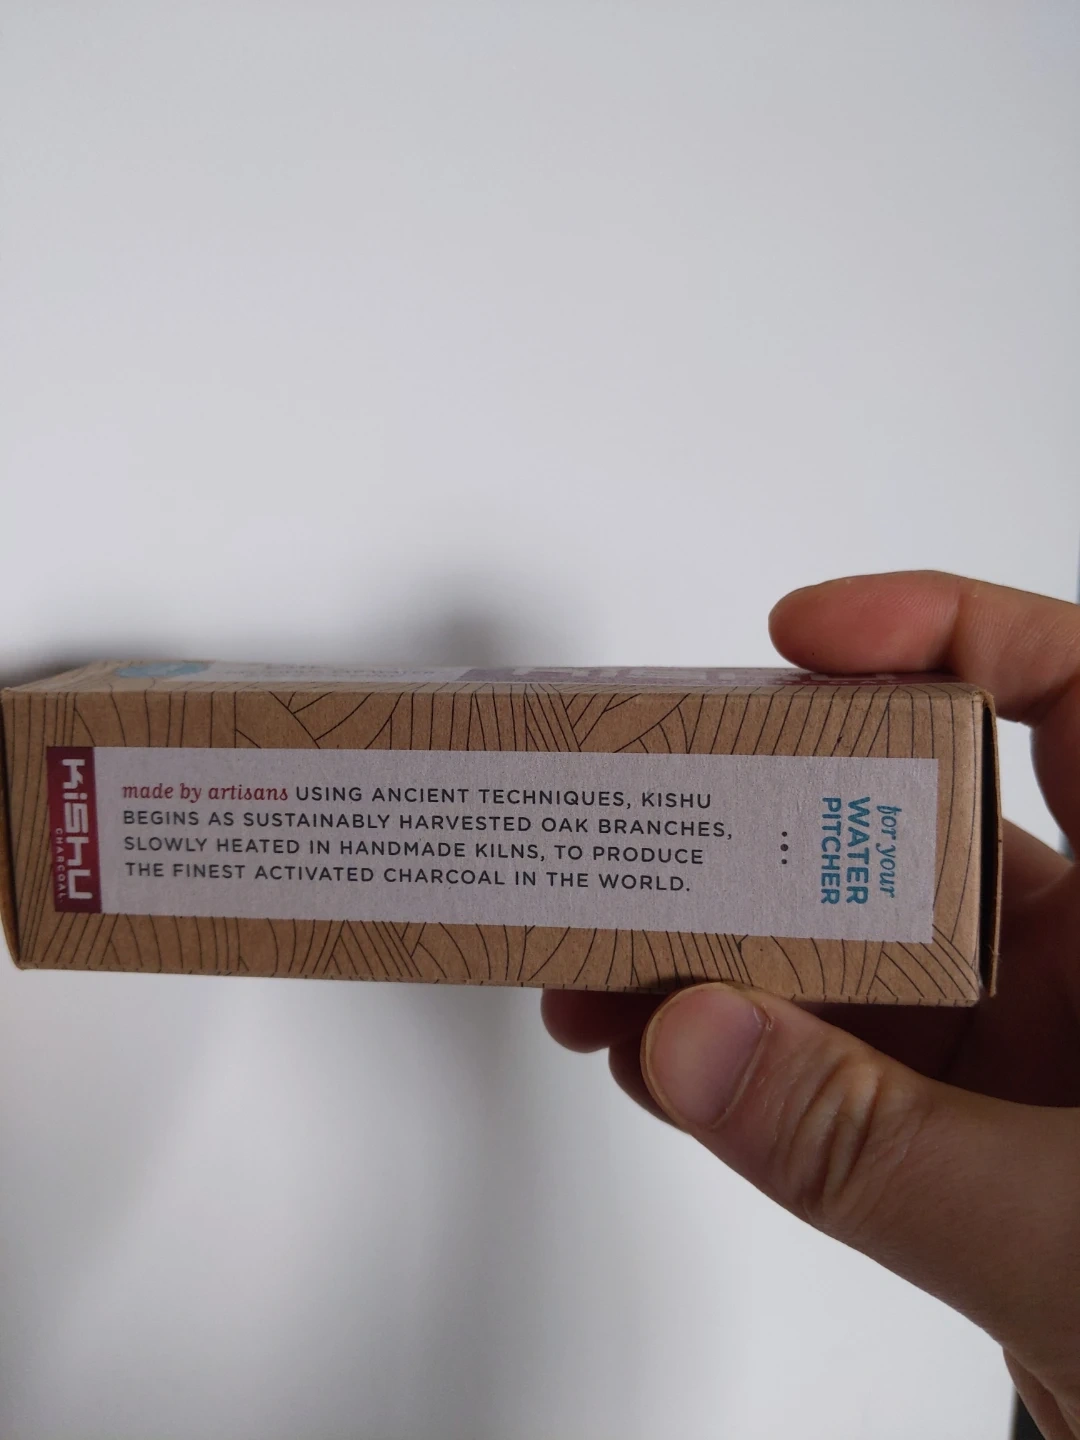 KISHU
CHARCOAL
made by artisans USING ANCIENT TECHNIQUES, KISHU
BEGINS AS SUSTAINABLY HARVESTED OAK BRANCHES,
SLOWLY HEATED IN HANDMADE KILNS, TO PRODUCE
THE FINEST ACTIVATED CHARCOAL IN THE WORLD.
for your
WATER
PITCHER